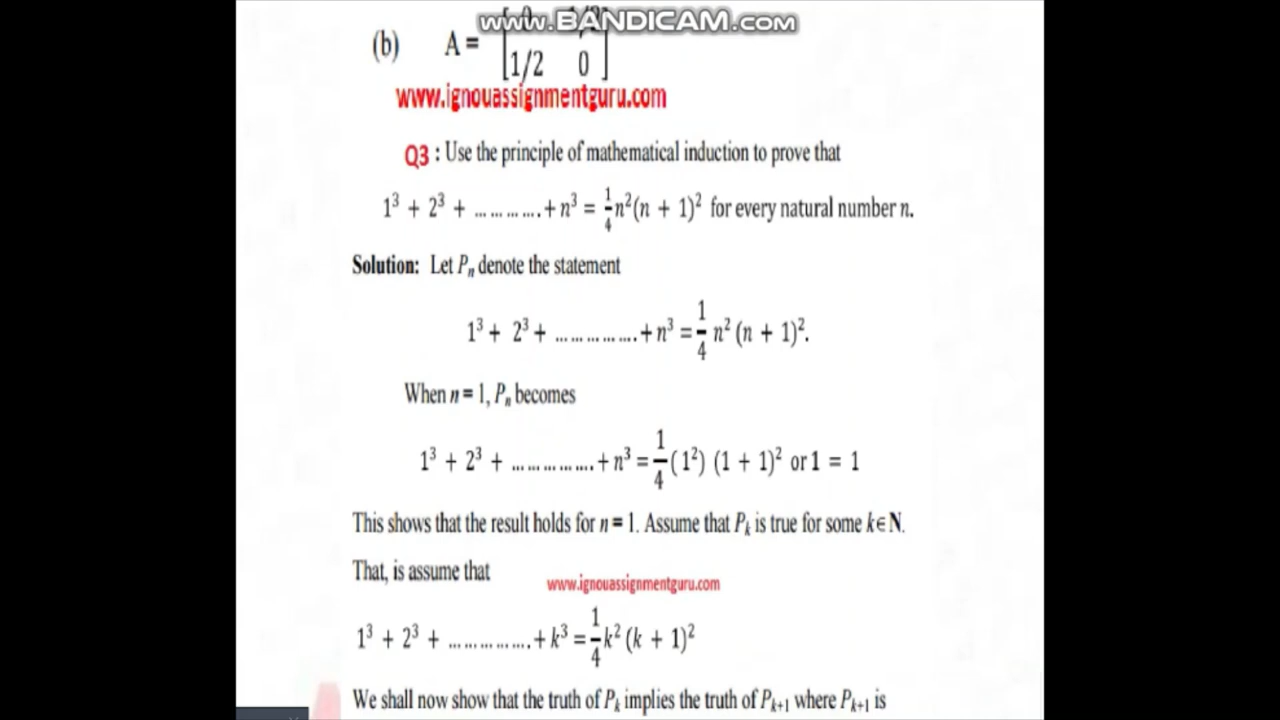 www.BANDICAM.com
(b) A = [1/2 0]
www.ignouassignmentguru.com
Q3 : Use the principle of mathematical induction to prove that
1³ + 2³ + ………… + n³ = 1/4 n²(n + 1)² for every natural number n.
Solution: Let Pₙ denote the statement
1³ + 2³ + …………… + n³ = 1/4 n² (n + 1)².
When n = 1, Pₙ becomes
1³ + 2³ + …………… + n³ = 1/4 (1²) (1 + 1)² or 1 = 1
This shows that the result holds for n = 1. Assume that Pₖ is true for some k∈N.
That, is assume that
www.ignouassignmentguru.com
1³ + 2³ + …………… + k³ = 1/4 k² (k + 1)²
We shall now show that the truth of Pₖ implies the truth of Pₖ₊₁ where Pₖ₊₁ is